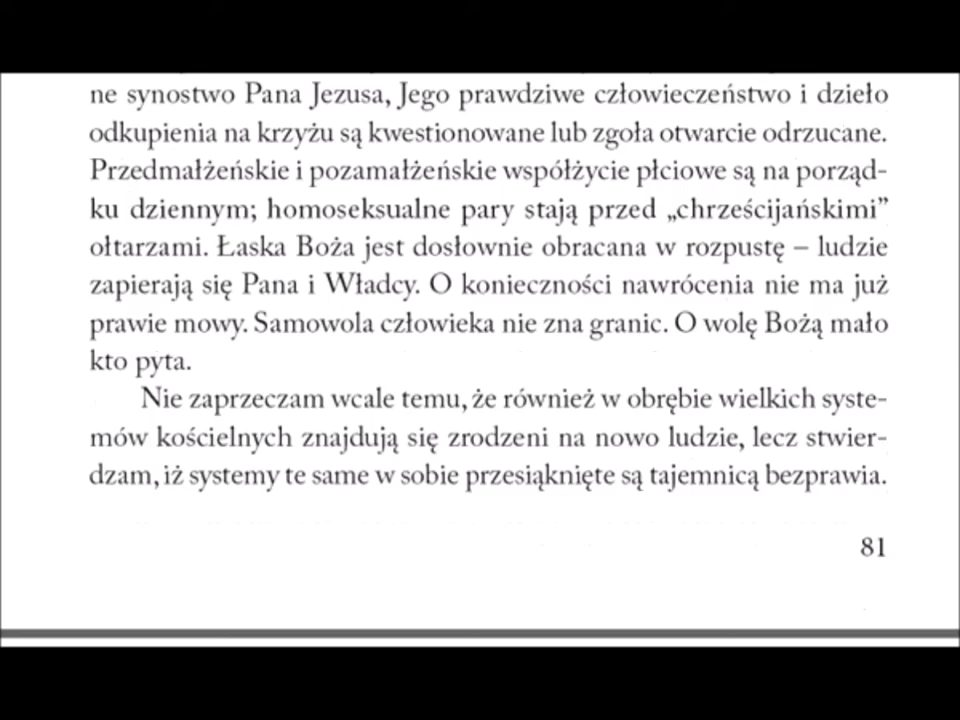 ne synostwo Pana Jezusa, Jego prawdziwe człowieczeństwo i dzieło
odkupienia na krzyżu są kwestionowane lub zgoła otwarcie odrzucane.
Przedmałżeńskie i pozamałżeńskie współżycie płciowe są na porząd-
ku dziennym; homoseksualne pary stają przed „chrześcijańskimi”
ołtarzami. Łaska Boża jest dosłownie obracana w rozpustę – ludzie
zapierają się Pana i Władcy. O konieczności nawrócenia nie ma już
prawie mowy. Samowola człowieka nie zna granic. O wolę Bożą mało
kto pyta.
Nie zaprzeczam wcale temu, że również w obrębie wielkich syste-
mów kościelnych znajdują się zrodzeni na nowo ludzie, lecz stwier-
dzam, iż systemy te same w sobie przesiąknięte są tajemnicą bezprawia.
81